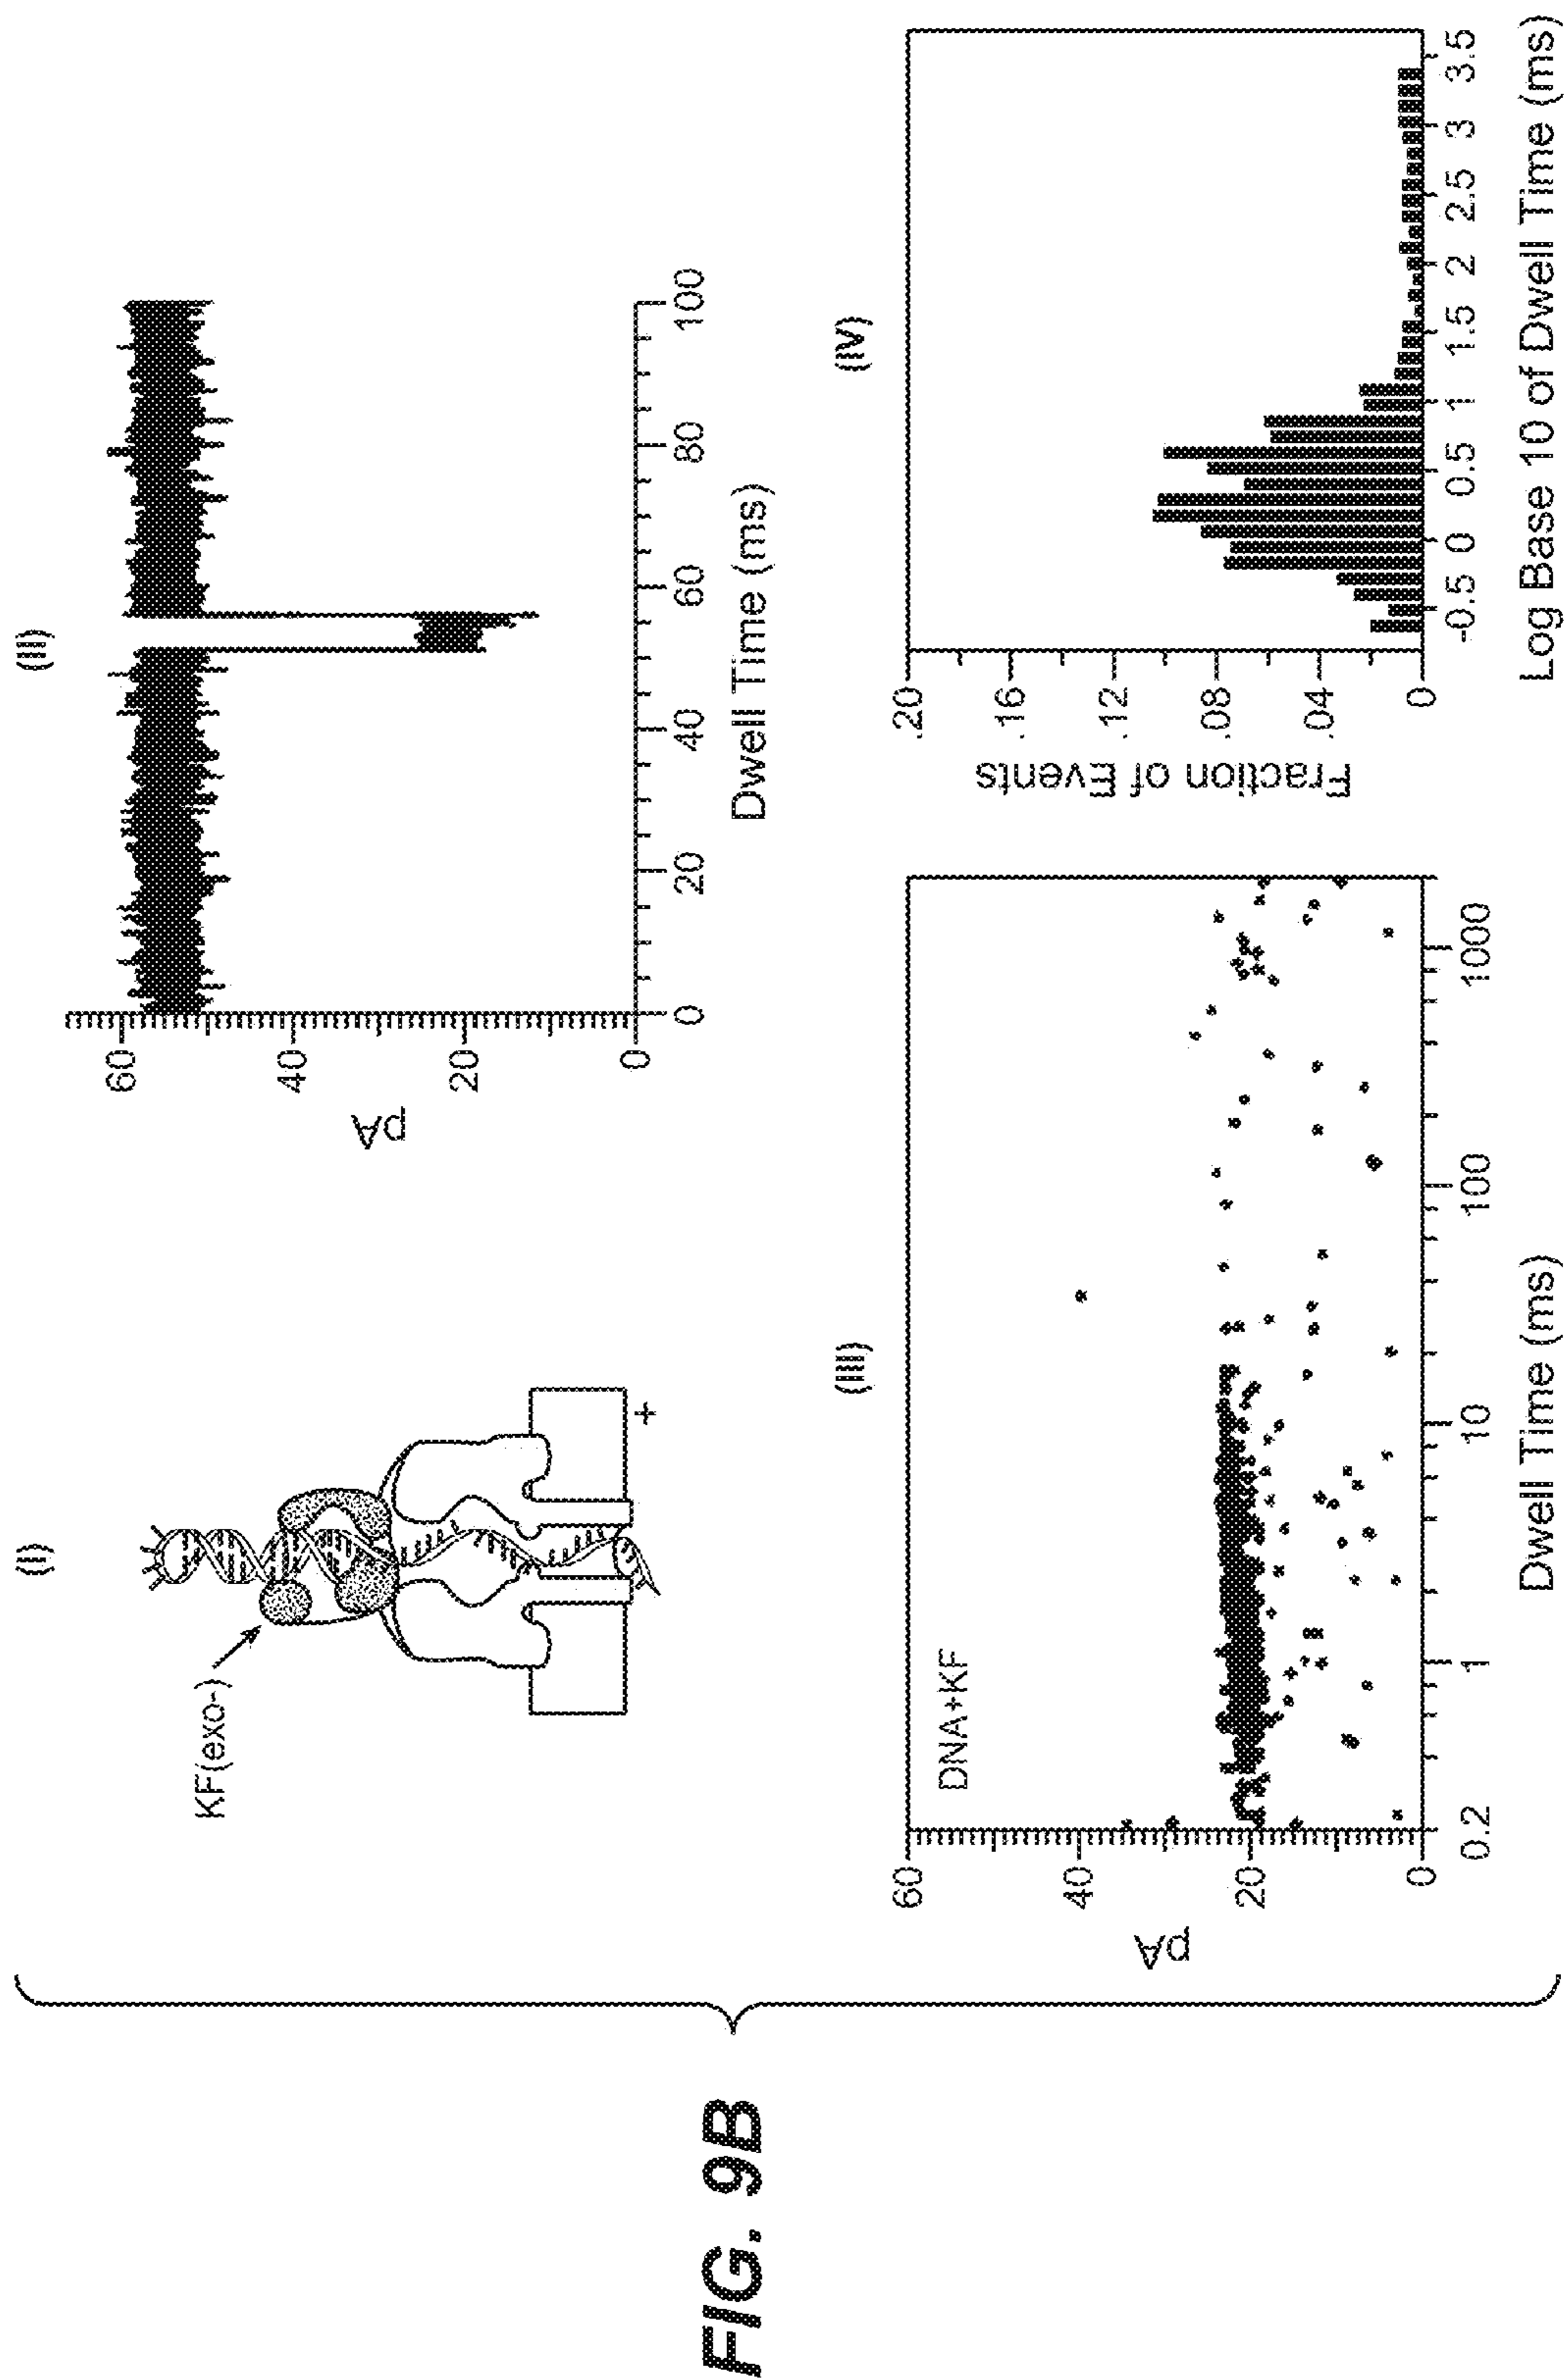 FIG. 9B
(I)
KF(exo-)
+
(II)
pA
60
40
20
0
0 20 40 60 80 100
Dwell Time (ms)
(III)
DNA+KF
pA
60
40
20
0
0.2 1 10 100 1000
Dwell Time (ms)
(IV)
Fraction of Events
.20
.16
.12
.08
.04
0
-0.5 0 0.5 1 1.5 2 2.5 3 3.5
Log Base 10 of Dwell Time (ms)